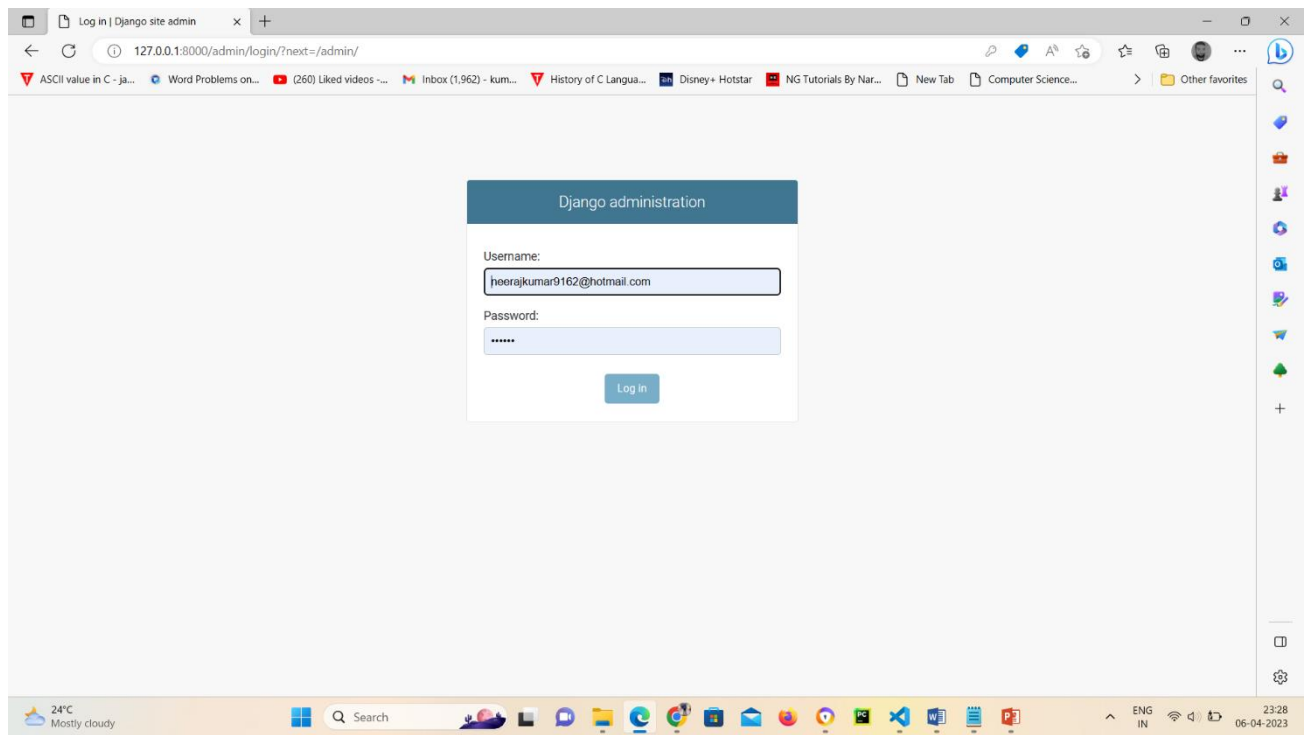 Log in | Django site admin
127.0.0.1:8000/admin/login/?next=/admin/
ASCII value in C - ja...
Word Problems on...
(260) Liked videos -...
Inbox (1,962) - kum...
History of C Langua...
Disney+ Hotstar
NG Tutorials By Nar...
New Tab
Computer Science...
Other favorites
Django administration
Username:
neerajkumar9162@hotmail.com
Password:
••••••
Log in
24°C
Mostly cloudy
Search
ENG
IN
23:28
06-04-2023